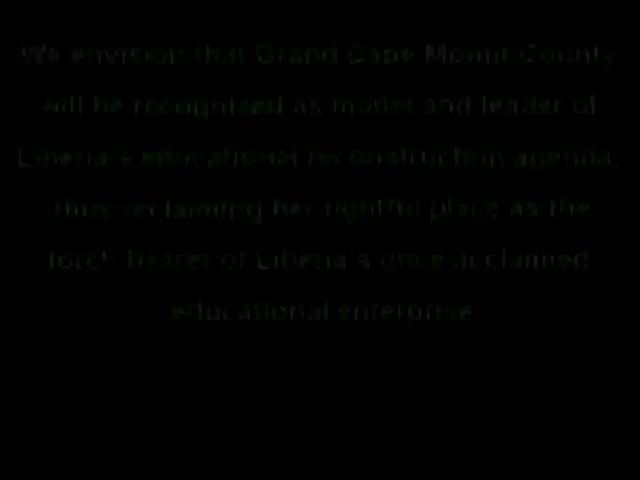 We envision that Grand Cape Mount County
will be recognized as model and leader of
Liberia's educational reconstruction agenda,
thus reclaiming her rightful place as the
torch bearer of Liberia's once acclaimed
educational enterprise